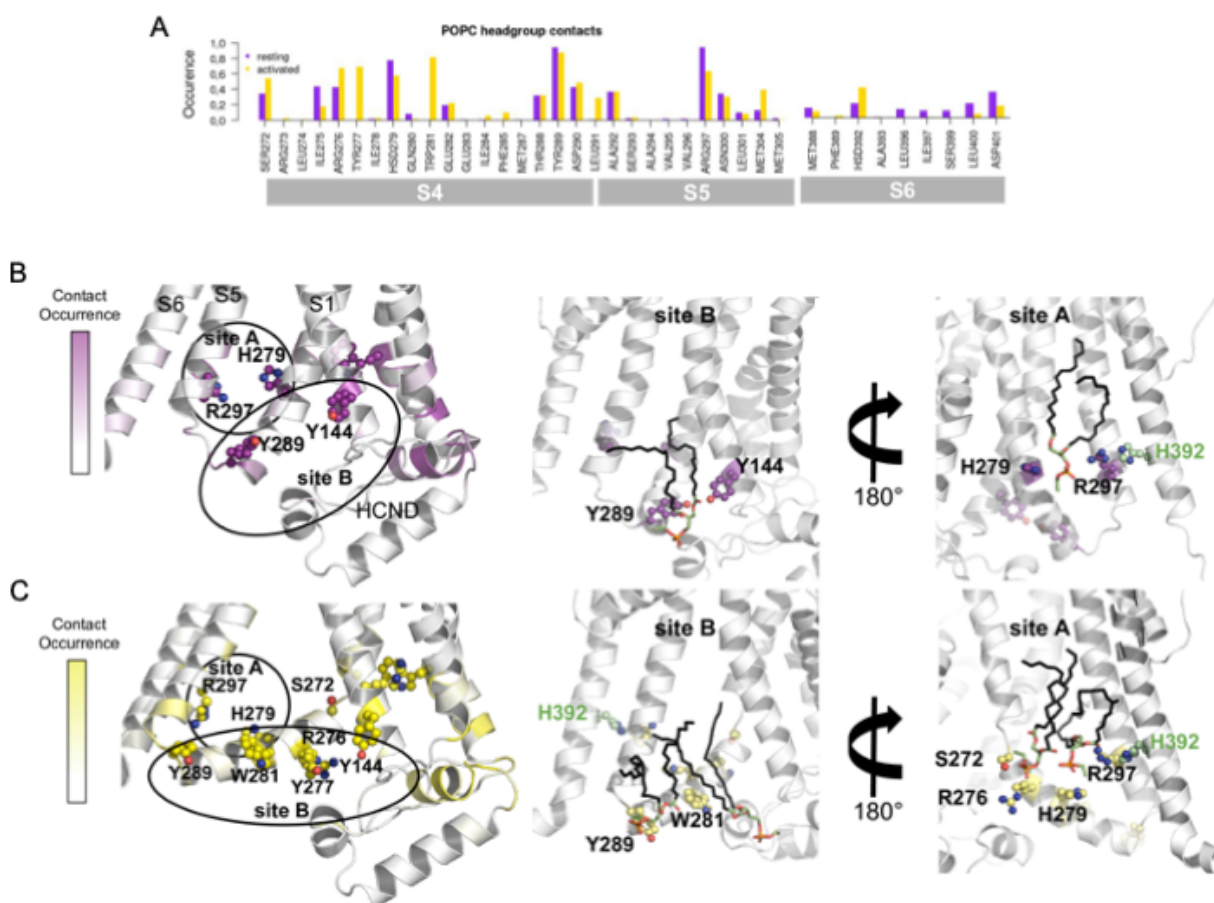 A
POPC headgroup contacts
Occurence
1,0
0,8
0,6
0,4
0,2
0,0
resting
activated
SER272
ARG273
LEU274
ILE275
ARG276
TYR277
ILE278
HSD279
GLN280
TRP281
GLU282
GLU283
ILE284
PHE285
MET287
THR288
TYR289
ASP290
LEU291
ALA292
SER293
ALA294
VAL295
VAL296
ARG297
ASN300
LEU301
MET304
MET305
MET388
PHE389
HSD392
ALA393
LEU396
ILE397
SER399
LEU400
ASP401
S4
S5
S6
B
Contact
Occurrence
S6
S5
S1
site A
H279
R297
Y289
Y144
site B
HCND
site B
Y144
Y289
180°
site A
H279
H392
R297
C
Contact
Occurrence
site A
R297
S272
H279
R276
Y289
W281
Y144
Y277
site B
site B
H392
W281
Y289
180°
site A
S272
H392
R297
R276
H279